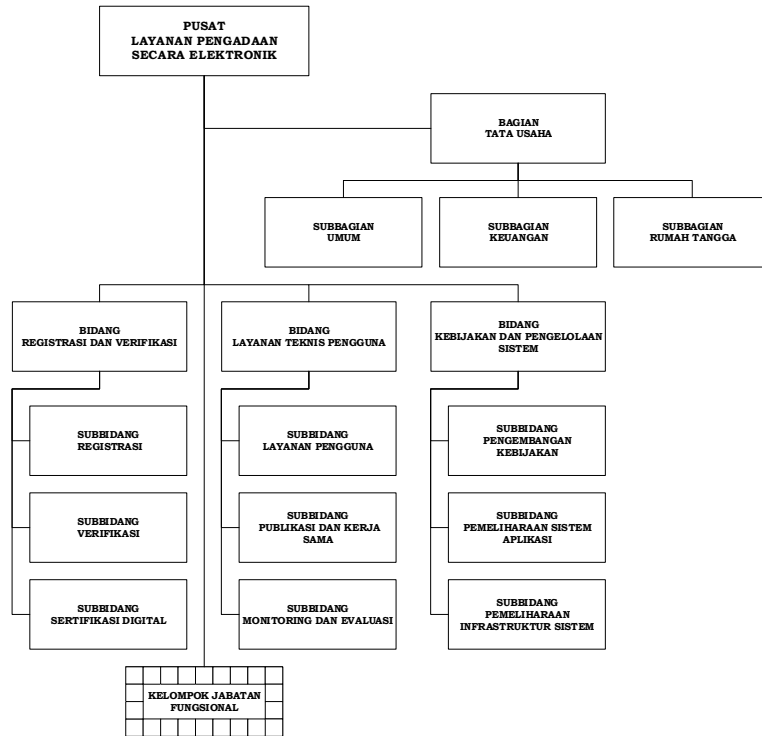 PUSAT
LAYANAN PENGADAAN
SECARA ELEKTRONIK
BAGIAN
TATA USAHA
SUBBAGIAN
UMUM
SUBBAGIAN
KEUANGAN
SUBBAGIAN
RUMAH TANGGA
BIDANG
REGISTRASI DAN VERIFIKASI
BIDANG
LAYANAN TEKNIS PENGGUNA
BIDANG
KEBIJAKAN DAN PENGELOLAAN
SISTEM
SUBBIDANG
REGISTRASI
SUBBIDANG
LAYANAN PENGGUNA
SUBBIDANG
PENGEMBANGAN
KEBIJAKAN
SUBBIDANG
VERIFIKASI
SUBBIDANG
PUBLIKASI DAN KERJA
SAMA
SUBBIDANG
PEMELIHARAAN SISTEM
APLIKASI
SUBBIDANG
SERTIFIKASI DIGITAL
SUBBIDANG
MONITORING DAN EVALUASI
SUBBIDANG
PEMELIHARAAN
INFRASTRUKTUR SISTEM
KELOMPOK JABATAN
FUNGSIONAL